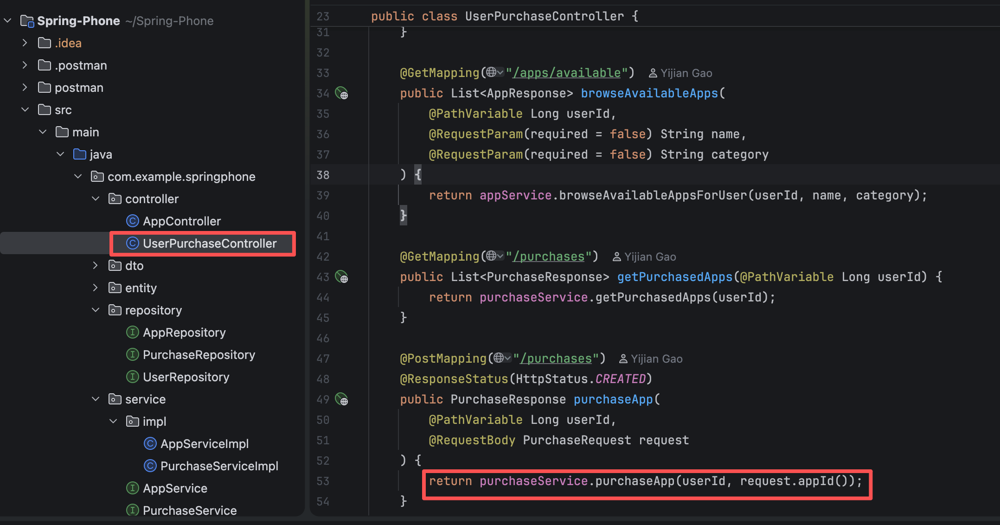 Spring-Phone ~/Spring-Phone
.idea
.postman
postman
src
main
java
com.example.springphone
controller
AppController
UserPurchaseController
dto
entity
repository
AppRepository
PurchaseRepository
UserRepository
service
impl
AppServiceImpl
PurchaseServiceImpl
AppService
PurchaseService
23 public class UserPurchaseController {
31 }
32
33 @GetMapping("/apps/available") Yijian Gao
34 public List<AppResponse> browseAvailableApps(
35 @PathVariable Long userId,
36 @RequestParam(required = false) String name,
37 @RequestParam(required = false) String category
38 ) {
39 return appService.browseAvailableAppsForUser(userId, name, category);
40 }
41
42 @GetMapping("/purchases") Yijian Gao
43 public List<PurchaseResponse> getPurchasedApps(@PathVariable Long userId) {
44 return purchaseService.getPurchasedApps(userId);
45 }
46
47 @PostMapping("/purchases") Yijian Gao
48 @ResponseStatus(HttpStatus.CREATED)
49 public PurchaseResponse purchaseApp(
50 @PathVariable Long userId,
51 @RequestBody PurchaseRequest request
52 ) {
53 return purchaseService.purchaseApp(userId, request.appId());
54 }